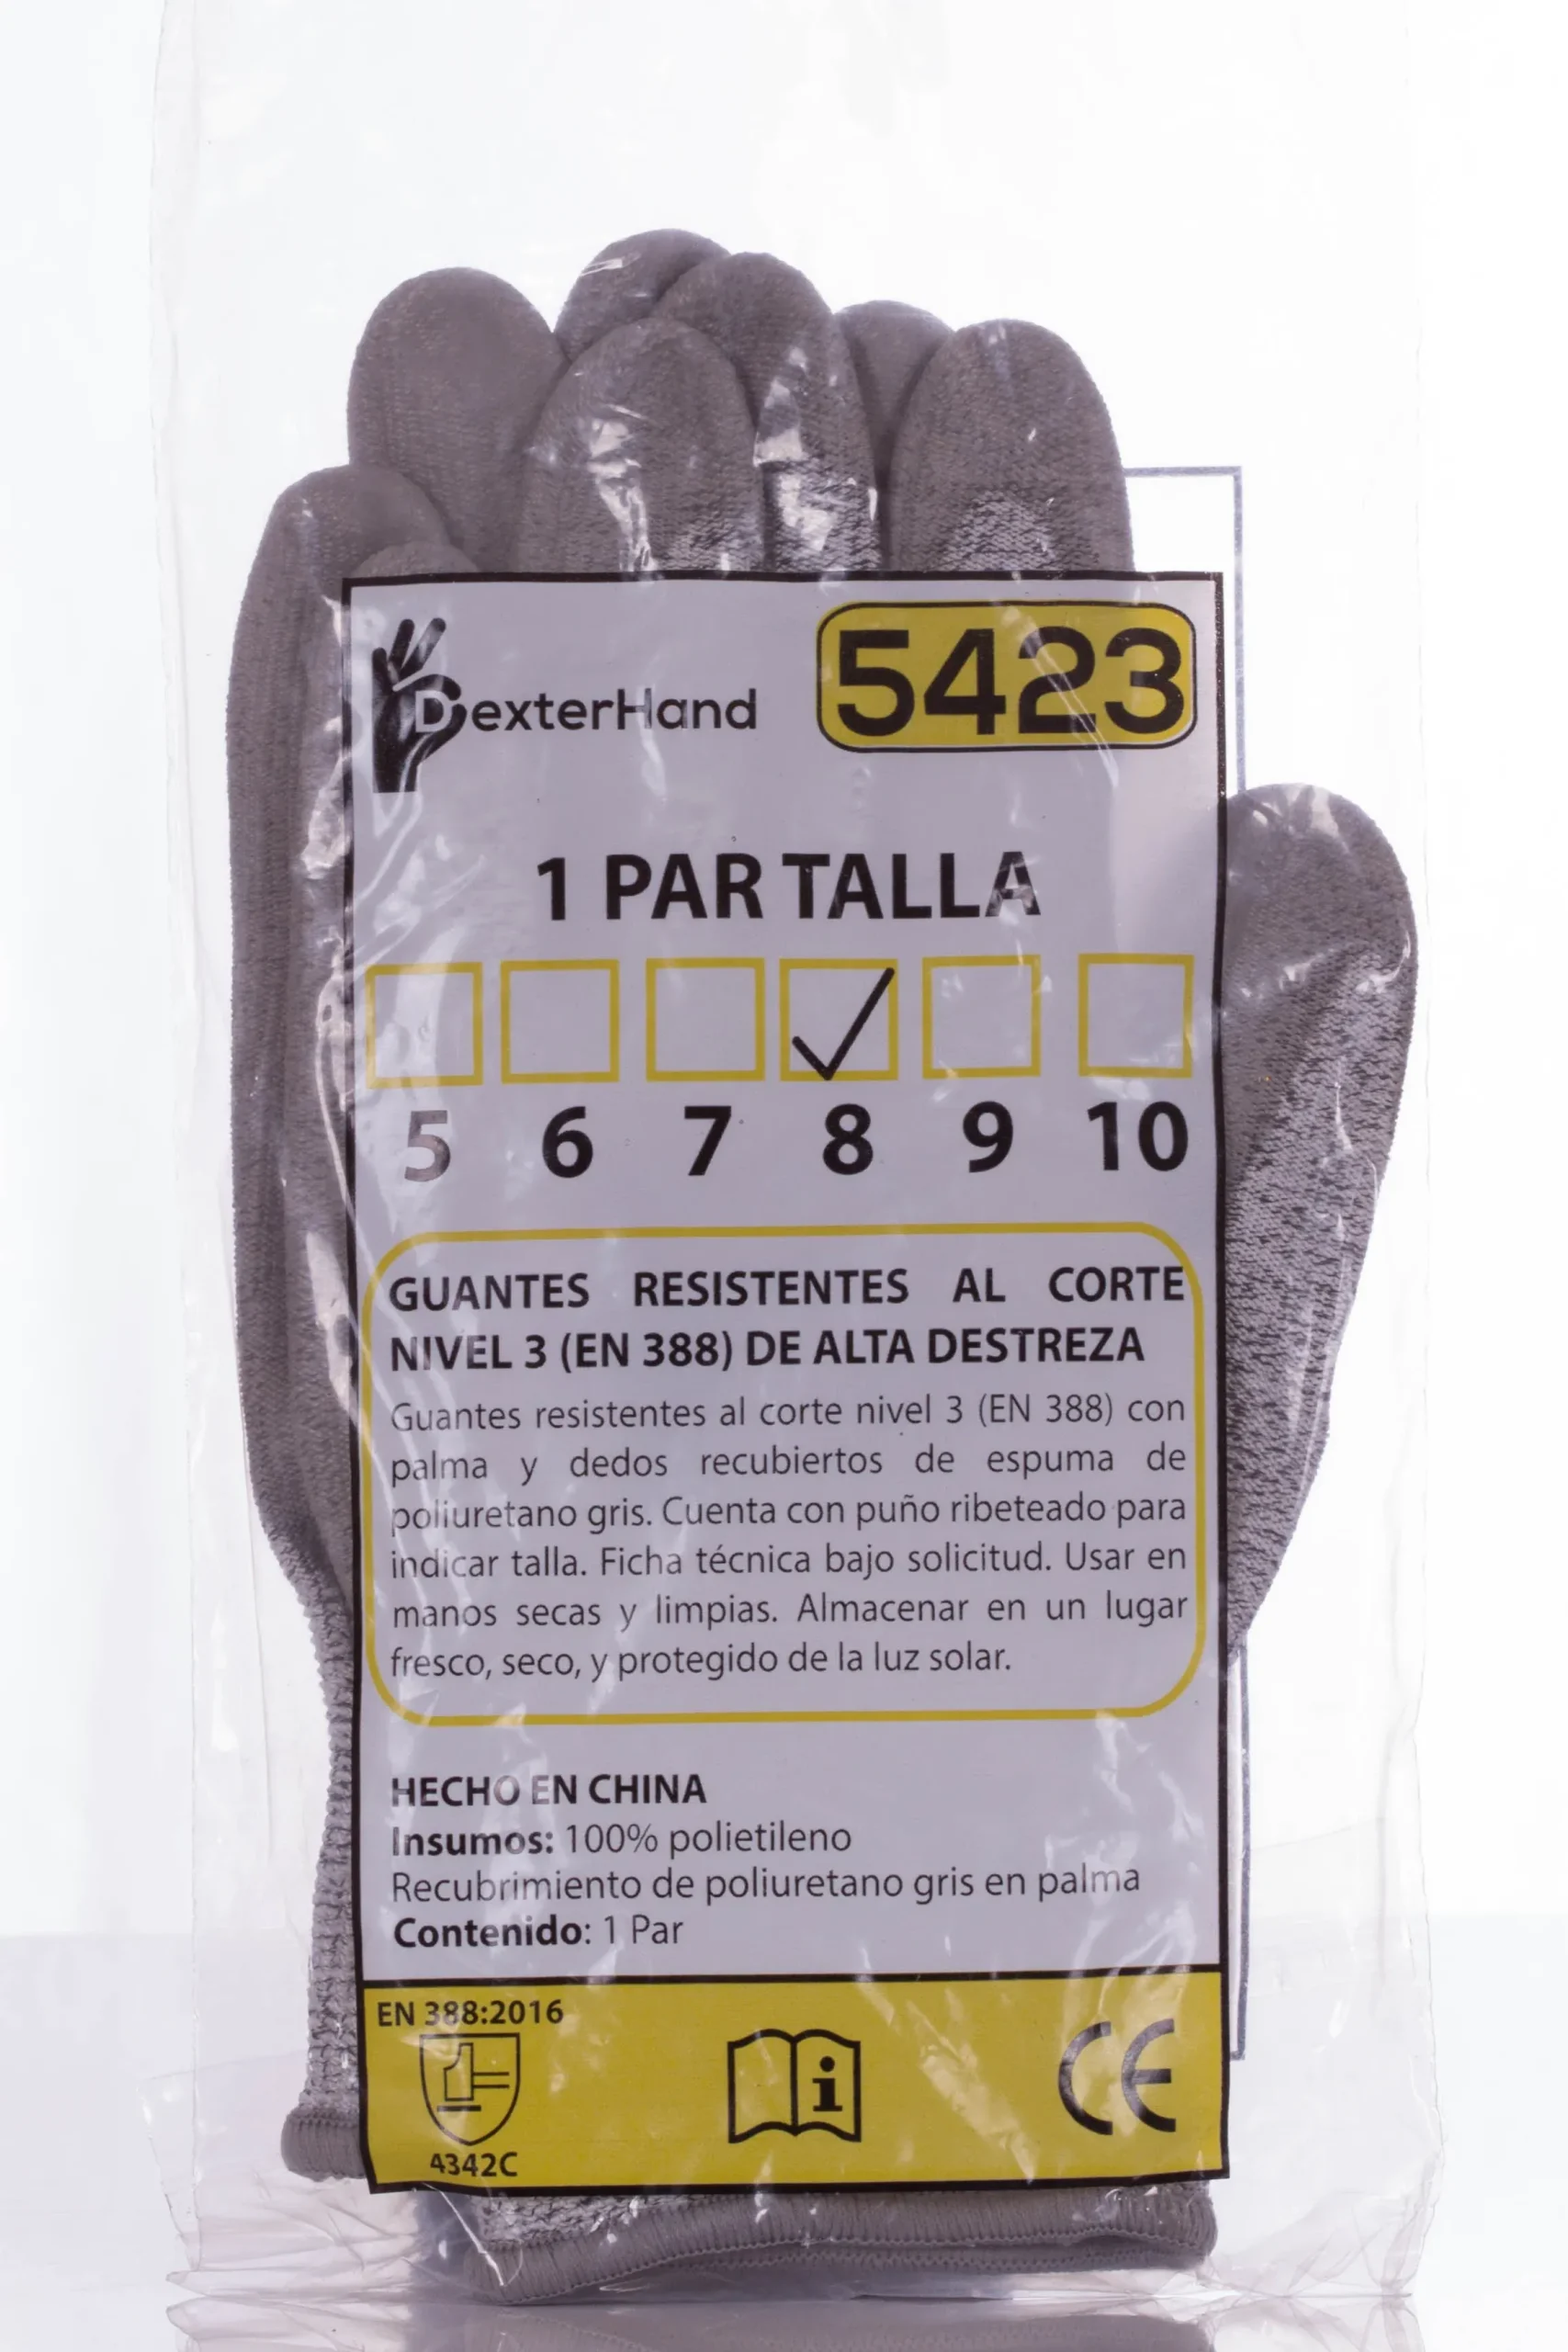 DexterHand
5423
1 PAR TALLA
5 6 7 8 9 10
GUANTES RESISTENTES AL CORTE
NIVEL 3 (EN 388) DE ALTA DESTREZA
Guantes resistentes al corte nivel 3 (EN 388) con
palma y dedos recubiertos de espuma de
poliuretano gris. Cuenta con puño ribeteado para
indicar talla. Ficha técnica bajo solicitud. Usar en
manos secas y limpias. Almacenar en un lugar
fresco, seco, y protegido de la luz solar.
HECHO EN CHINA
Insumos: 100% polietileno
Recubrimiento de poliuretano gris en palma
Contenido: 1 Par
EN 388:2016
i
CE
4342C